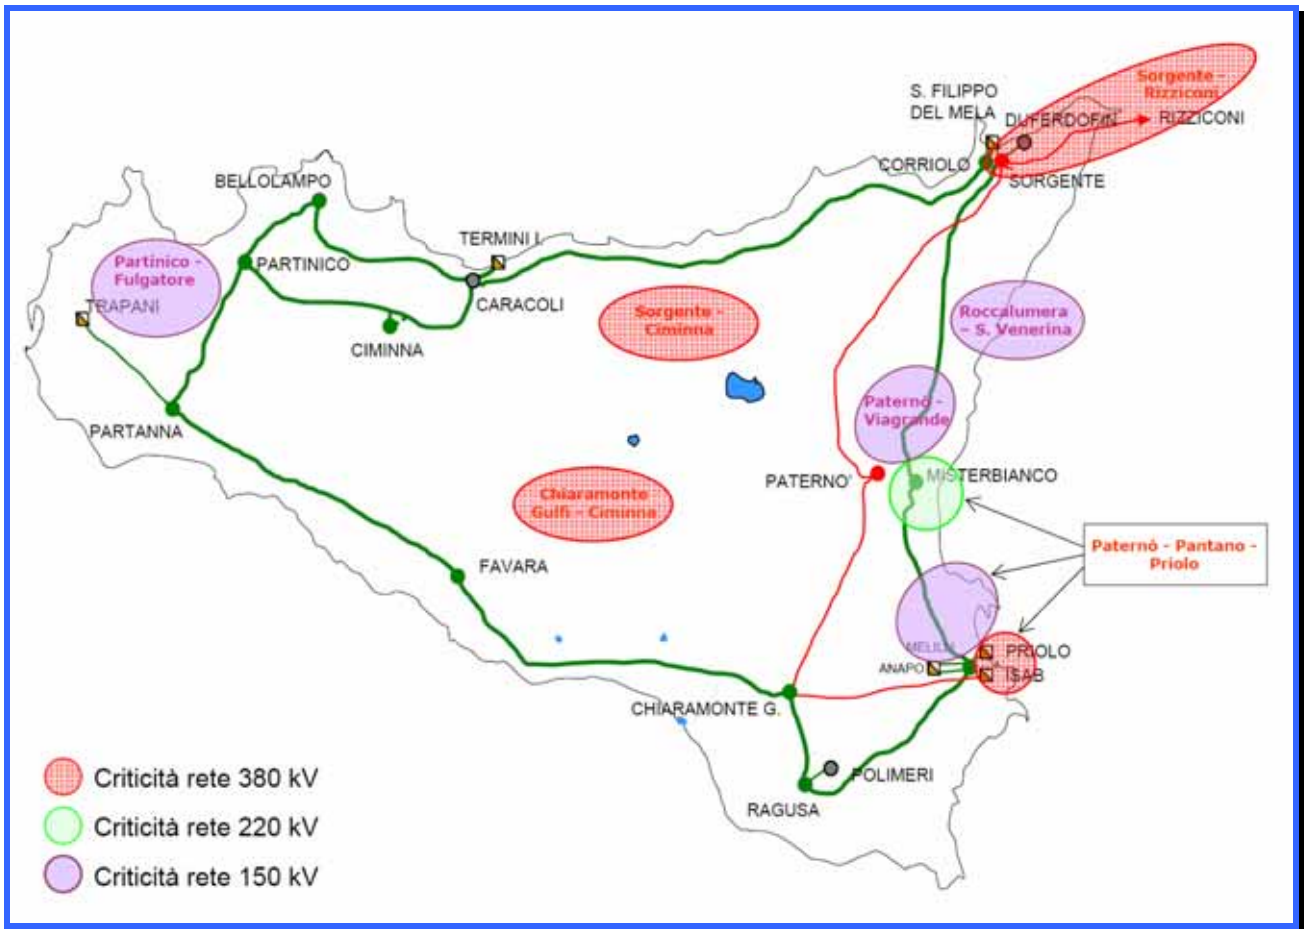 Sorgente -
Rizziconi
S. FILIPPO
DEL MELA
DUFERDOFIN
RIZZICONI
CORRIOLO
SORGENTE
BELLOLAMPO
TERMINI I.
Partinico -
Fulgatore
PARTINICO
TRAPANI
CARACOLI
CIMINNA
Sorgente -
Ciminna
Roccalumera
- S. Venerina
Paternò -
Viagrande
PARTANNA
PATERNO'
MISTERBIANCO
Chiaramonte
Gulfi - Ciminna
Paternò - Pantano -
Priolo
FAVARA
MELILLI
ANAPO
PRIOLO
ISAB
CHIARAMONTE G.
POLIMERI
RAGUSA
Criticità rete 380 kV
Criticità rete 220 kV
Criticità rete 150 kV